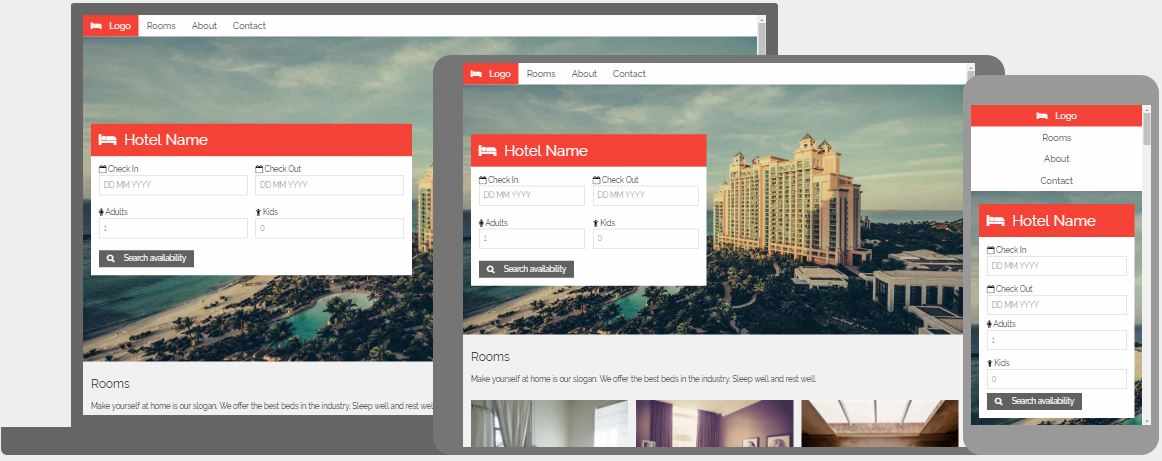 Logo Rooms About Contact
Hotel Name
Check In Check Out
DD MM YYYY DD MM YYYY
Adults Kids
1 0
Search availability
Rooms
Make yourself at home is our slogan. We offer the best beds in the industry. Sleep well and rest well
Logo Rooms About Contact
Hotel Name
Check In Check Out
DD MM YYYY DD MM YYYY
Adults Kids
1 0
Search availability
Rooms
Make yourself at home is our slogan. We offer the best beds in the industry. Sleep well and rest well.
Logo
Rooms
About
Contact
Hotel Name
Check In
DD MM YYYY
Check Out
DD MM YYYY
Adults
1
Kids
0
Search availability